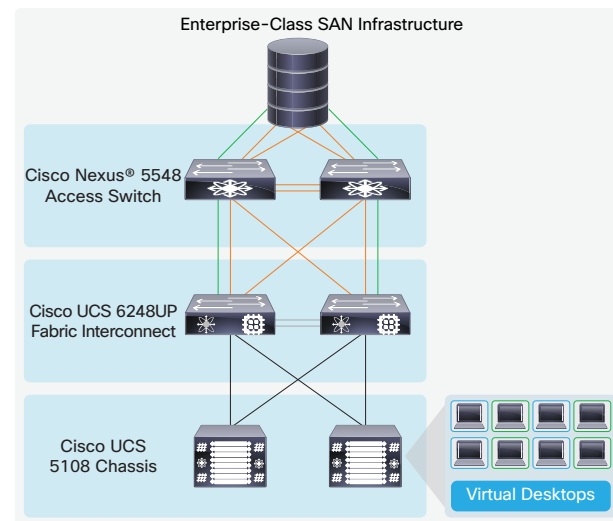 Enterprise-Class SAN Infrastructure
Cisco Nexus® 5548
Access Switch
Cisco UCS 6248UP
Fabric Interconnect
Cisco UCS
5108 Chassis
Virtual Desktops